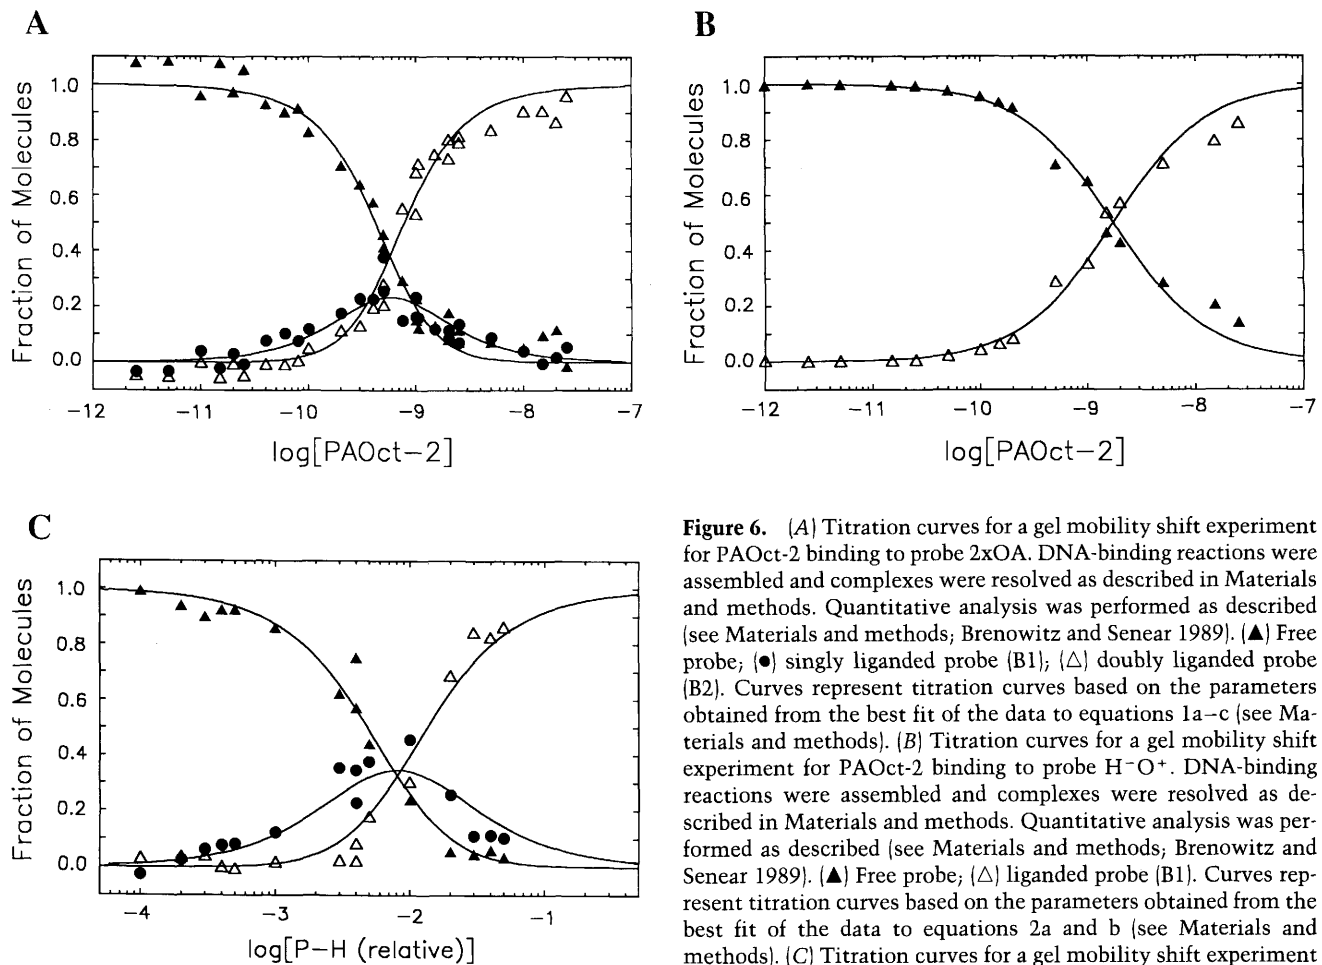 A
Fraction of Molecules
1.0
0.8
0.6
0.4
0.2
0.0
−12
−11
−10
−9
−8
−7
log[PAOct−2]
B
Fraction of Molecules
1.0
0.8
0.6
0.4
0.2
0.0
−12
−11
−10
−9
−8
−7
log[PAOct−2]
C
Fraction of Molecules
1.0
0.8
0.6
0.4
0.2
0.0
−4
−3
−2
−1
log[P−H (relative)]
Figure 6. (A) Titration curves for a gel mobility shift experiment
for PAOct-2 binding to probe 2xOA. DNA-binding reactions were
assembled and complexes were resolved as described in Materials
and methods. Quantitative analysis was performed as described
(see Materials and methods; Brenowitz and Senear 1989). (▲) Free
probe; (●) singly liganded probe (B1); (△) doubly liganded probe
(B2). Curves represent titration curves based on the parameters
obtained from the best fit of the data to equations 1a–c (see Ma-
terials and methods). (B) Titration curves for a gel mobility shift
experiment for PAOct-2 binding to probe H⁻O⁺. DNA-binding
reactions were assembled and complexes were resolved as de-
scribed in Materials and methods. Quantitative analysis was per-
formed as described (see Materials and methods; Brenowitz and
Senear 1989). (▲) Free probe; (△) liganded probe (B1). Curves rep-
resent titration curves based on the parameters obtained from the
best fit of the data to equations 2a and b (see Materials and
methods). (C) Titration curves for a gel mobility shift experiment